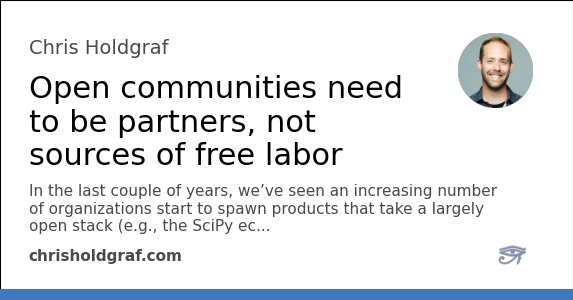 Chris Holdgraf
Open communities need
to be partners, not
sources of free labor
In the last couple of years, we’ve seen an increasing number
of organizations start to spawn products that take a largely
open stack (e.g., the SciPy ec...
chrisholdgraf.com